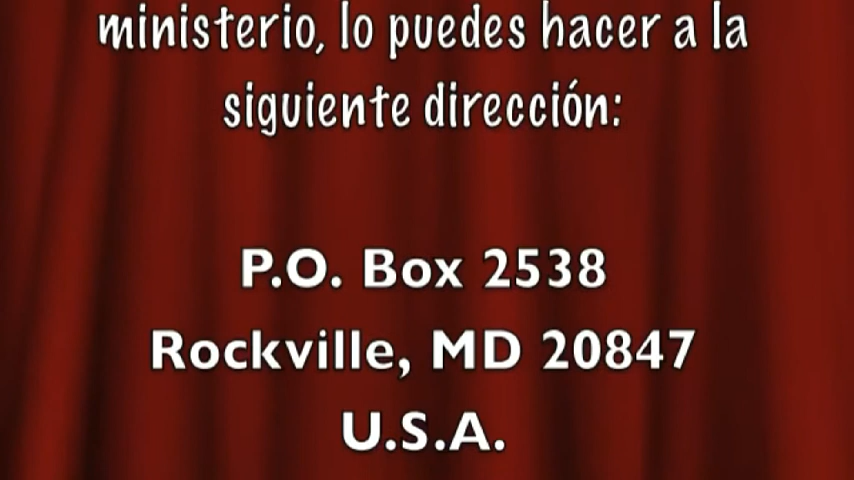 ministerio, lo puedes hacer a la
siguiente dirección:
P.O. Box 2538
Rockville, MD 20847
U.S.A.